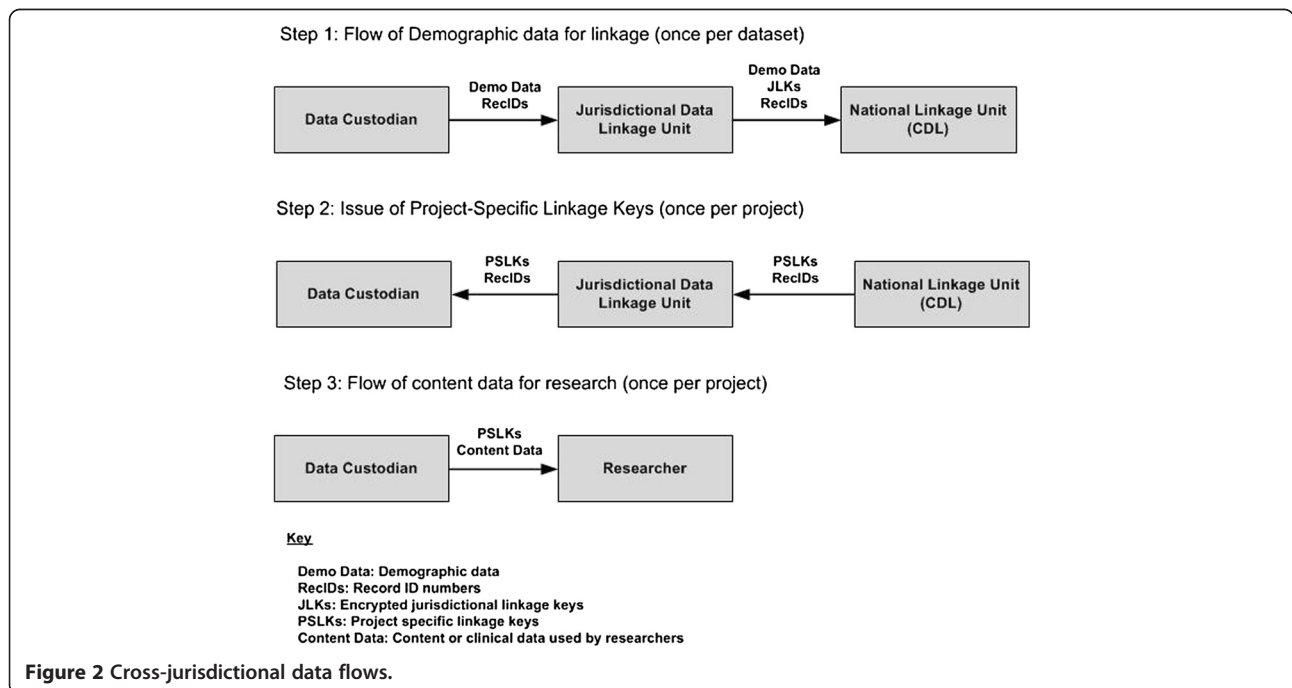 Step 1: Flow of Demographic data for linkage (once per dataset)
Data Custodian
Demo Data
RecIDs
Jurisdictional Data
Linkage Unit
Demo Data
JLKs
RecIDs
National Linkage Unit
(CDL)
Step 2: Issue of Project-Specific Linkage Keys (once per project)
Data Custodian
PSLKs
RecIDs
Jurisdictional Data
Linkage Unit
PSLKs
RecIDs
National Linkage Unit
(CDL)
Step 3: Flow of content data for research (once per project)
Data Custodian
PSLKs
Content Data
Researcher
Key
Demo Data: Demographic data
RecIDs: Record ID numbers
JLKs: Encrypted jurisdictional linkage keys
PSLKs: Project specific linkage keys
Content Data: Content or clinical data used by researchers
Figure 2 Cross-jurisdictional data flows.